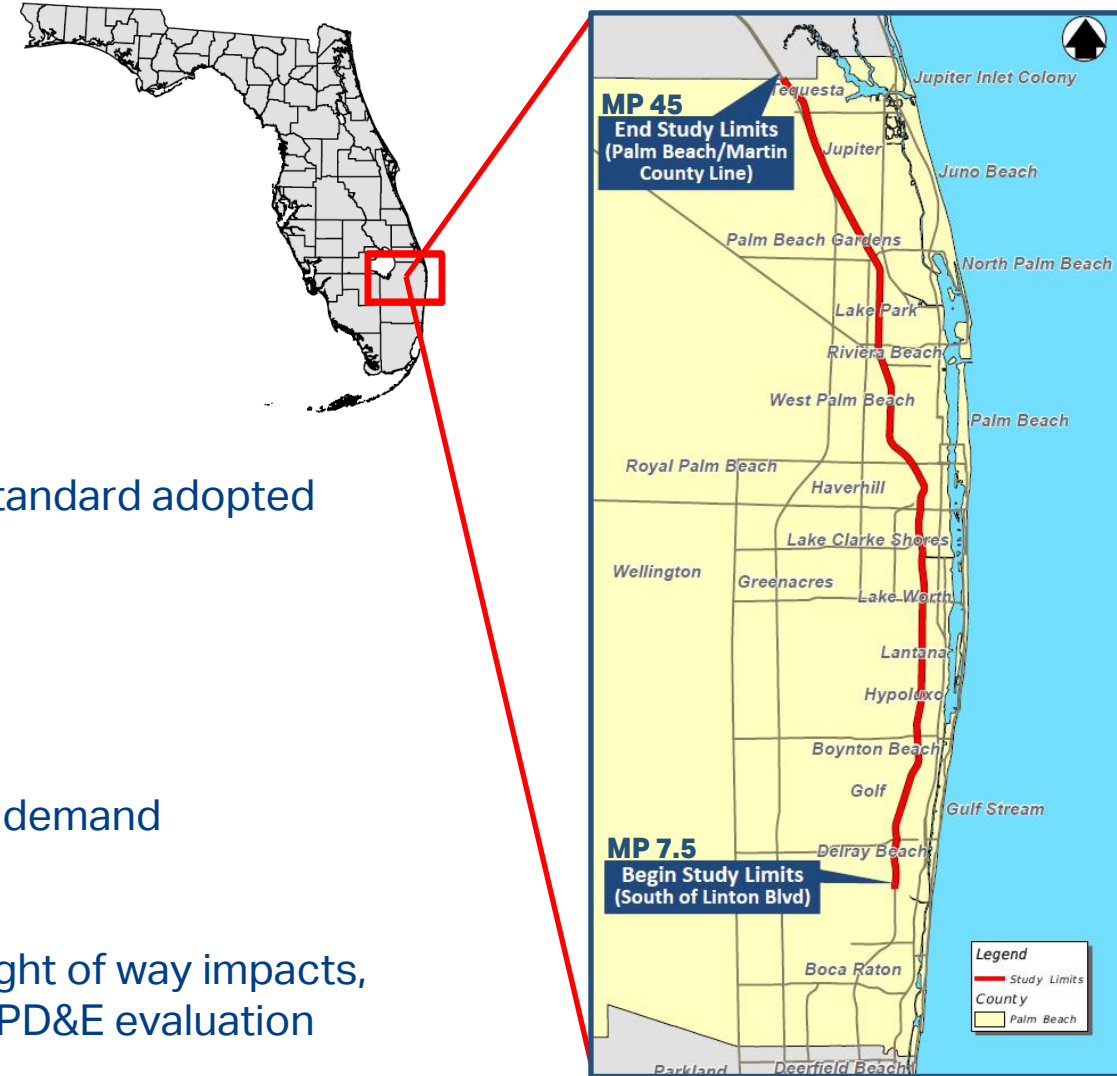 tandard adopted
demand
ght of way impacts,
PD&E evaluation
Jupiter Inlet Colony
Tequesta
MP 45
End Study Limits
(Palm Beach/Martin
County Line)
Jupiter
Juno Beach
Palm Beach Gardens
North Palm Beach
Lake Park
Riviera Beach
West Palm Beach
Palm Beach
Royal Palm Beach
Haverhill
Lake Clarke Shores
Wellington
Greenacres
Lake Worth
Lantana
Hypoluxo
Boynton Beach
Golf
Gulf Stream
MP 7.5
Delray Beach
Begin Study Limits
(South of Linton Blvd)
Boca Raton
Legend
Study Limits
County
Palm Beach
Parkland
Deerfield Beach